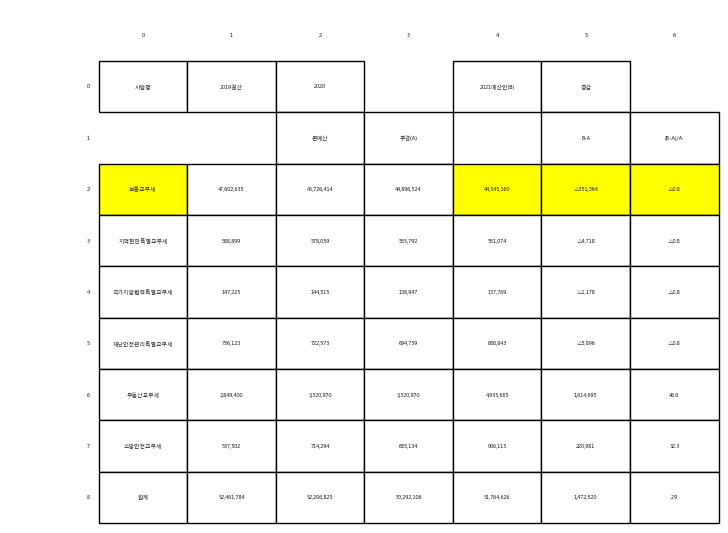 0 1 2 3 4 5 6
0 사업명 2019결산 2020 2021예산안(B) 증감
1 본예산 추경(A) B-A (B-A)/A
2 보통교부세 47,602,635 46,726,414 44,896,524 44,545,160 △351,364 △0.8
3 지역현안특별교부세 568,899 578,059 555,792 551,074 △4,718 △0.8
4 국가지방협력특별교부세 147,225 144,515 138,947 137,769 △1,178 △0.8
5 재난안전관리특별교부세 736,123 722,573 694,739 688,843 △5,896 △0.8
6 부동산교부세 2,849,400 3,320,970 3,320,970 4,935,665 1,614,695 48.6
7 소방안전교부세 557,502 714,294 685,134 906,115 220,981 32.3
8 합계 52,461,784 52,206,825 50,292,106 51,764,626 1,472,520 2.9